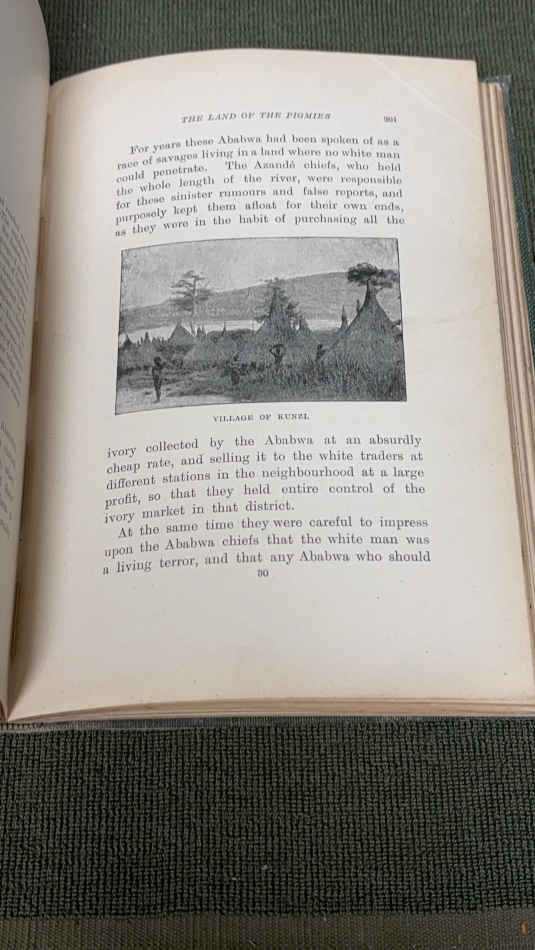 THE LAND OF THE PIGMIES
For years these Ababwa had been spoken of as a
race of savages living in a land where no white man
could penetrate. The Azandé chiefs, who held
the whole length of the river, were responsible
for these sinister rumours and false reports, and
purposely kept them afloat for their own ends,
as they were in the habit of purchasing all the
VILLAGE OF KUNZI.
ivory collected by the Ababwa at an absurdly
cheap rate, and selling it to the white traders at
different stations in the neighbourhood at a large
profit, so that they held entire control of the
ivory market in that district.
At the same time they were careful to impress
upon the Ababwa chiefs that the white man was
a living terror, and that any Ababwa who should